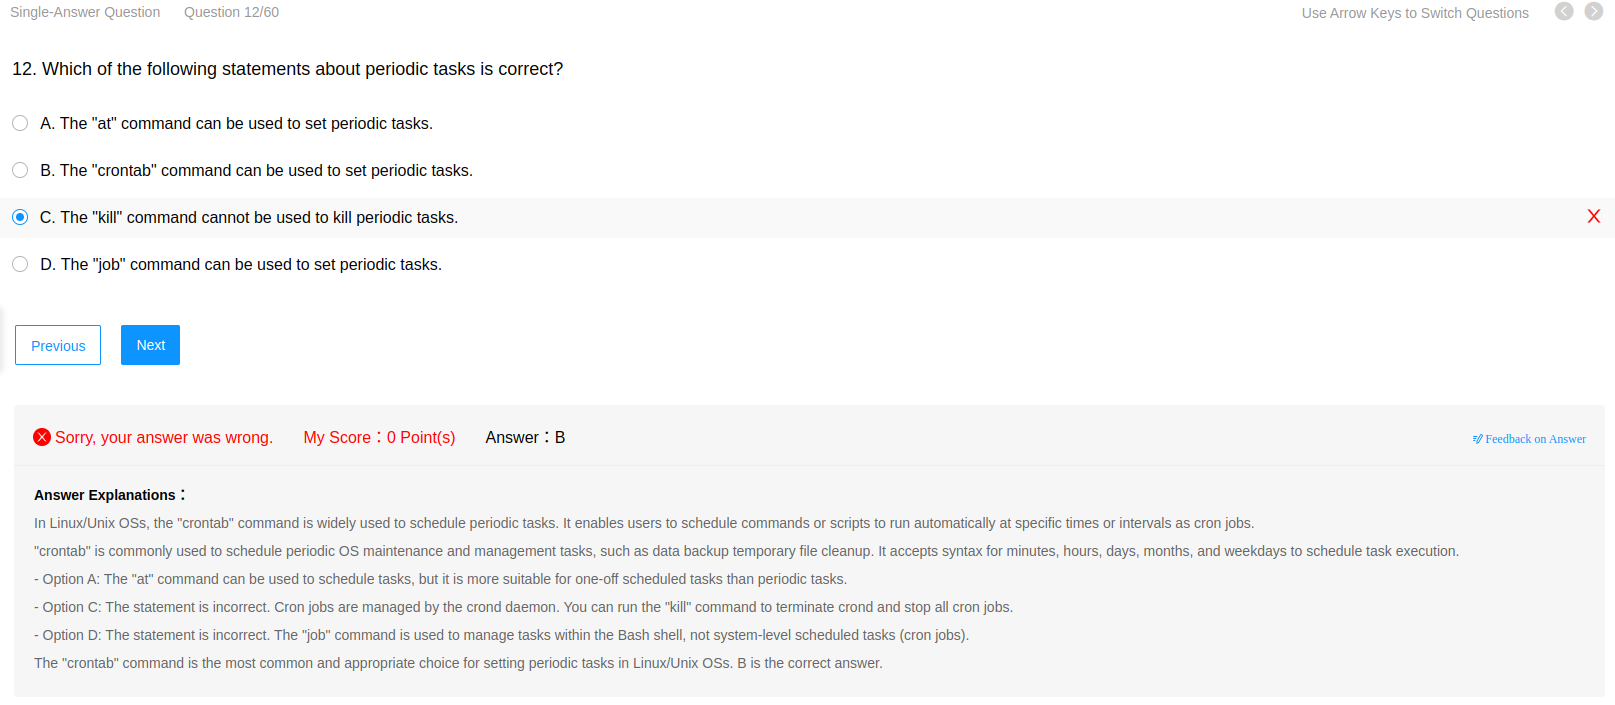 Single-Answer Question Question 12/60 Use Arrow Keys to Switch Questions
12. Which of the following statements about periodic tasks is correct?
A. The "at" command can be used to set periodic tasks.
B. The "crontab" command can be used to set periodic tasks.
C. The "kill" command cannot be used to kill periodic tasks.
D. The "job" command can be used to set periodic tasks.
Previous Next
Sorry, your answer was wrong. My Score：0 Point(s) Answer：B Feedback on Answer
Answer Explanations：
In Linux/Unix OSs, the "crontab" command is widely used to schedule periodic tasks. It enables users to schedule commands or scripts to run automatically at specific times or intervals as cron jobs.
"crontab" is commonly used to schedule periodic OS maintenance and management tasks, such as data backup temporary file cleanup. It accepts syntax for minutes, hours, days, months, and weekdays to schedule task execution.
- Option A: The "at" command can be used to schedule tasks, but it is more suitable for one-off scheduled tasks than periodic tasks.
- Option C: The statement is incorrect. Cron jobs are managed by the crond daemon. You can run the "kill" command to terminate crond and stop all cron jobs.
- Option D: The statement is incorrect. The "job" command is used to manage tasks within the Bash shell, not system-level scheduled tasks (cron jobs).
The "crontab" command is the most common and appropriate choice for setting periodic tasks in Linux/Unix OSs. B is the correct answer.